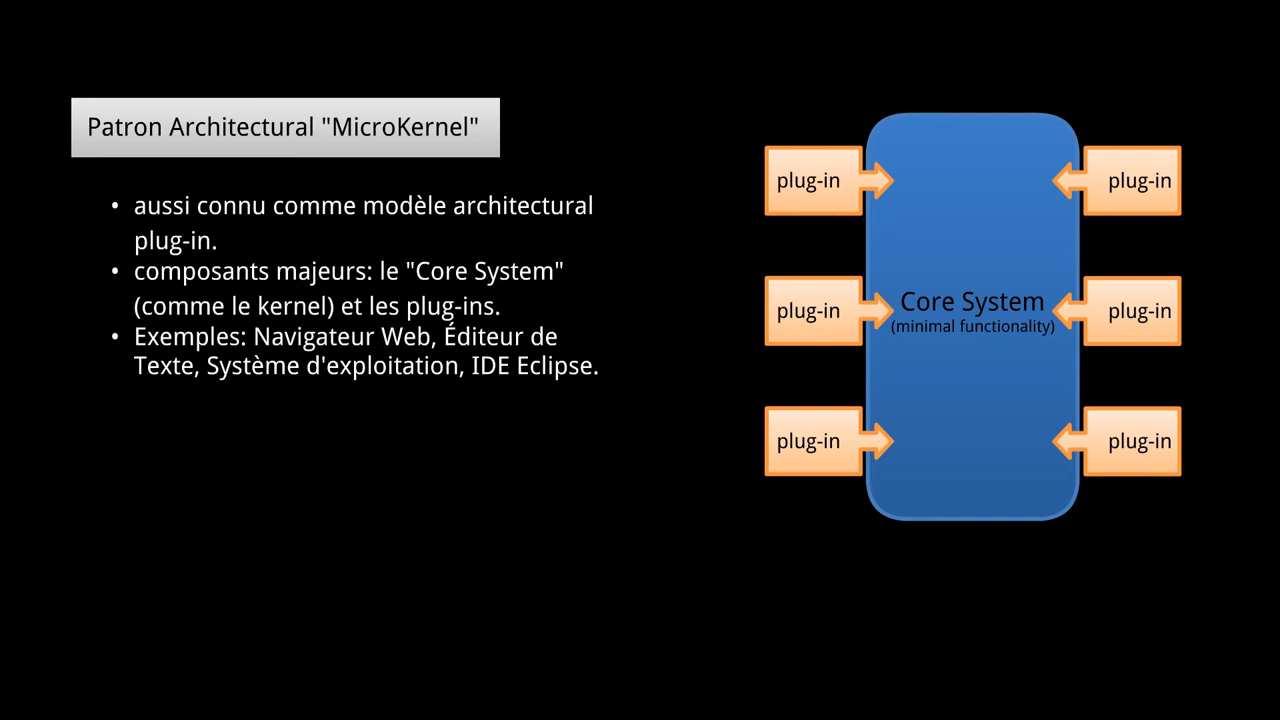 Patron Architectural "MicroKernel"
• aussi connu comme modèle architectural
plug-in.
• composants majeurs: le "Core System"
(comme le kernel) et les plug-ins.
• Exemples: Navigateur Web, Éditeur de
Texte, Système d'exploitation, IDE Eclipse.
plug-in
plug-in
plug-in
Core System
(minimal functionality)
plug-in
plug-in
plug-in